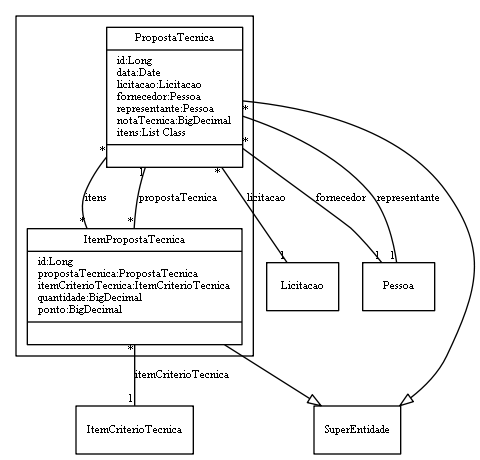 PropostaTecnica
id:Long
data:Date
licitacao:Licitacao
fornecedor:Pessoa
representante:Pessoa
notaTecnica:BigDecimal
itens:List Class
*
*
*
1
*
itens
propostaTecnica
licitacao
fornecedor
representante
*
*
1
1
1
ItemPropostaTecnica
id:Long
propostaTecnica:PropostaTecnica
itemCriterioTecnica:ItemCriterioTecnica
quantidade:BigDecimal
ponto:BigDecimal
Licitacao
Pessoa
*
itemCriterioTecnica
1
ItemCriterioTecnica
SuperEntidade